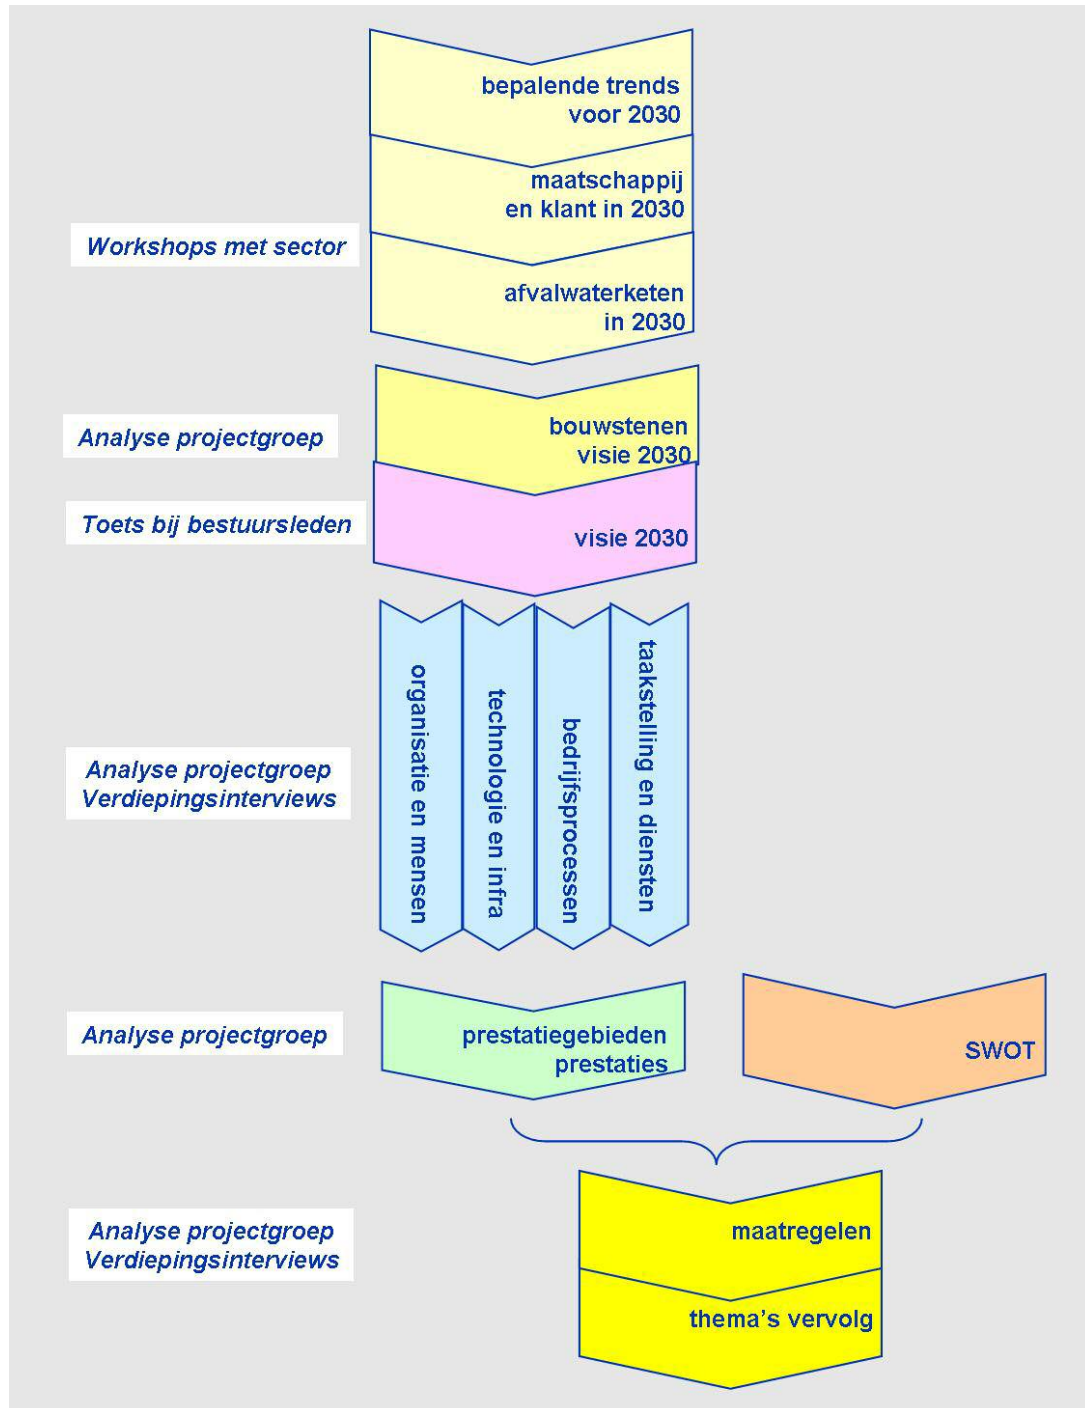 bepalende trends
voor 2030
maatschappij
en klant in 2030
Workshops met sector
afvalwaterketen
in 2030
Analyse projectgroep
bouwstenen
visie 2030
Toets bij bestuursleden
visie 2030
Analyse projectgroep
Verdiepingsinterviews
organisatie en mensen
technologie en infra
bedrijfsprocessen
taakstelling en diensten
Analyse projectgroep
prestatiegebieden
prestaties
SWOT
Analyse projectgroep
Verdiepingsinterviews
maatregelen
thema's vervolg